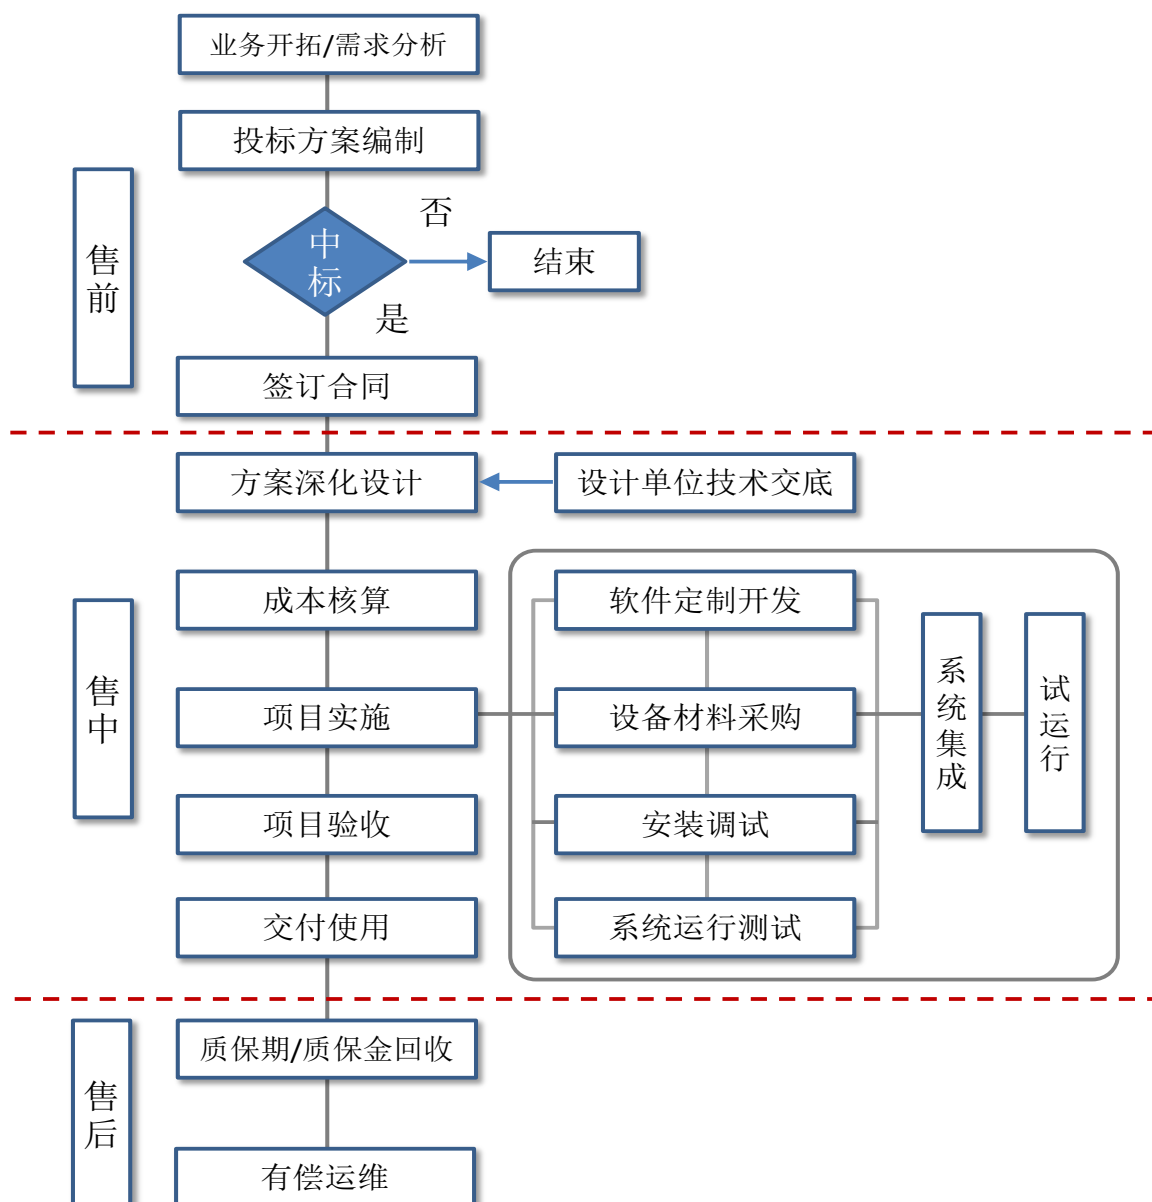 业务开拓/需求分析
投标方案编制
售前
中标
否
结束
是
签订合同
方案深化设计
设计单位技术交底
售中
成本核算
项目实施
项目验收
交付使用
软件定制开发
设备材料采购
安装调试
系统运行测试
系统集成
试运行
售后
质保期/质保金回收
有偿运维